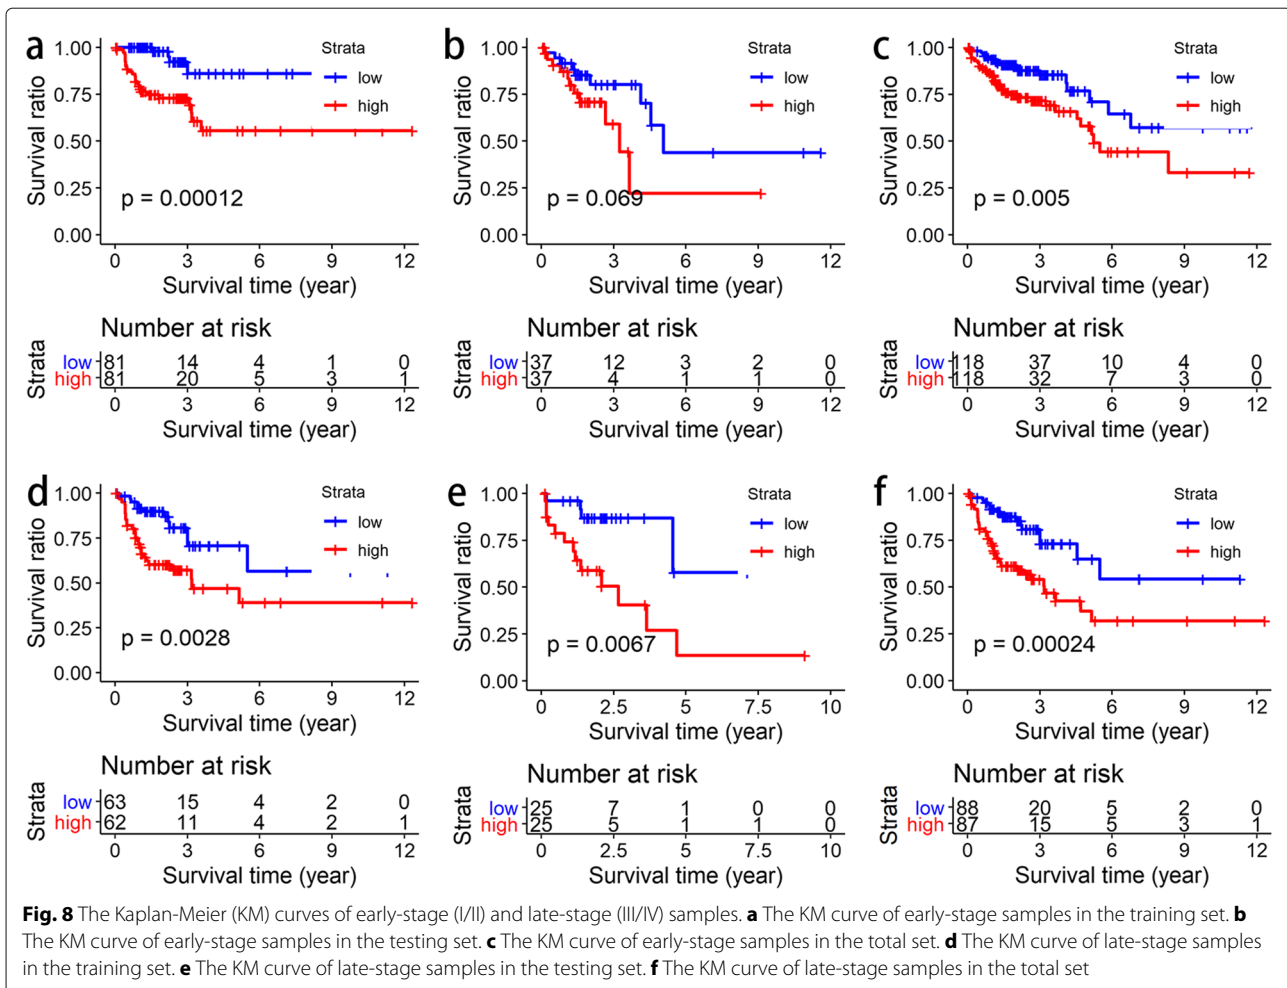 a
1.00
0.75
0.50
0.25
0.00
Survival ratio
Strata
low
high
p = 0.00012
0 3 6 9 12
Survival time (year)
Number at risk
Strata
low 81 14 4 1 0
high 81 20 5 3 1
0 3 6 9 12
Survival time (year)
b
1.00
0.75
0.50
0.25
0.00
Survival ratio
Strata
low
high
p = 0.069
0 3 6 9 12
Survival time (year)
Number at risk
Strata
low 37 12 3 2 0
high 37 4 1 1 0
0 3 6 9 12
Survival time (year)
c
1.00
0.75
0.50
0.25
0.00
Survival ratio
Strata
low
high
p = 0.005
0 3 6 9 12
Survival time (year)
Number at risk
Strata
low 118 37 10 4 0
high 118 32 7 3 0
0 3 6 9 12
Survival time (year)
d
1.00
0.75
0.50
0.25
0.00
Survival ratio
Strata
low
high
p = 0.0028
0 3 6 9 12
Survival time (year)
Number at risk
Strata
low 63 15 4 2 0
high 62 11 4 2 1
0 3 6 9 12
Survival time (year)
e
1.00
0.75
0.50
0.25
0.00
Survival ratio
Strata
low
high
p = 0.0067
0 2.5 5 7.5 10
Survival time (year)
Number at risk
Strata
low 25 7 1 0 0
high 25 5 1 1 0
0 2.5 5 7.5 10
Survival time (year)
f
1.00
0.75
0.50
0.25
0.00
Survival ratio
Strata
low
high
p = 0.00024
0 3 6 9 12
Survival time (year)
Number at risk
Strata
low 88 20 5 2 0
high 87 15 5 3 1
0 3 6 9 12
Survival time (year)
Fig. 8 The Kaplan-Meier (KM) curves of early-stage (I/II) and late-stage (III/IV) samples. a The KM curve of early-stage samples in the training set. b
The KM curve of early-stage samples in the testing set. c The KM curve of early-stage samples in the total set. d The KM curve of late-stage samples
in the training set. e The KM curve of late-stage samples in the testing set. f The KM curve of late-stage samples in the total set